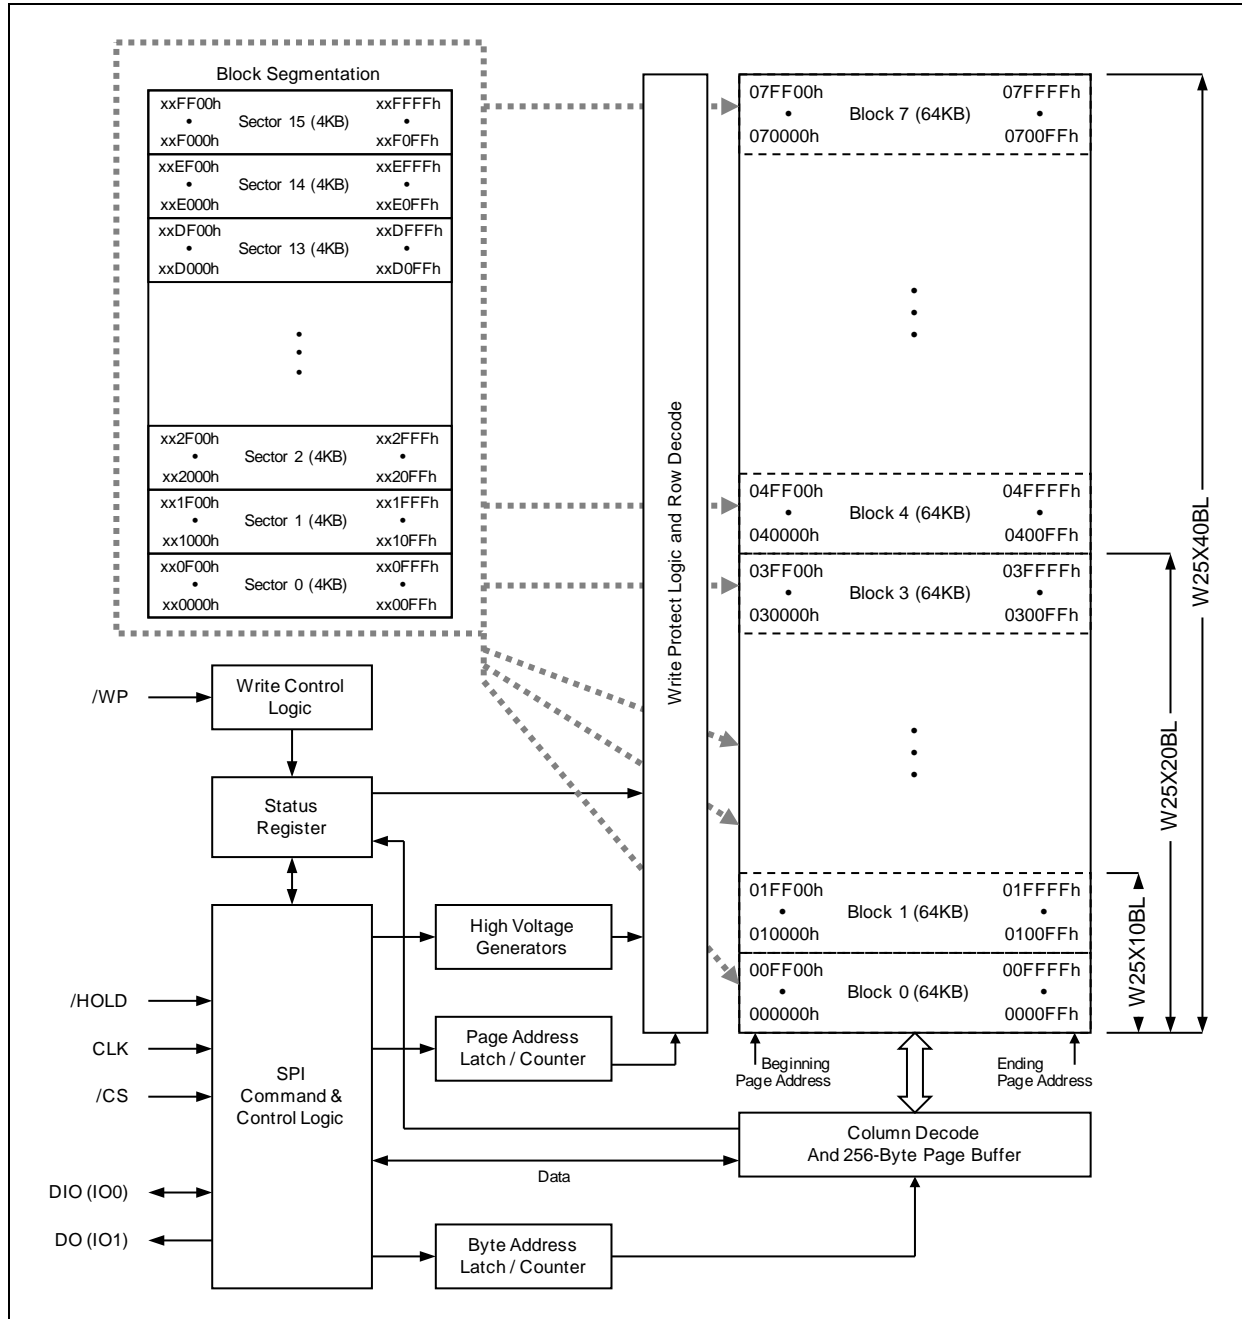 Block Segmentation
xxFF00h xxFFFFh
• Sector 15 (4KB) •
xxF000h xxF0FFh
xxEF00h xxEFFFh
• Sector 14 (4KB) •
xxE000h xxE0FFh
xxDF00h xxDFFFh
• Sector 13 (4KB) •
xxD000h xxD0FFh
xx2F00h xx2FFFh
• Sector 2 (4KB) •
xx2000h xx20FFh
xx1F00h xx1FFFh
• Sector 1 (4KB) •
xx1000h xx10FFh
xx0F00h xx0FFFh
• Sector 0 (4KB) •
xx0000h xx00FFh
Write Protect Logic and Row Decode
07FF00h 07FFFFh
• Block 7 (64KB) •
070000h 0700FFh
04FF00h 04FFFFh
• Block 4 (64KB) •
040000h 0400FFh
03FF00h 03FFFFh
• Block 3 (64KB) •
030000h 0300FFh
01FF00h 01FFFFh
• Block 1 (64KB) •
010000h 0100FFh
00FF00h 00FFFFh
• Block 0 (64KB) •
000000h 0000FFh
W25X10BL
W25X20BL
W25X40BL
Beginning
Page Address
Ending
Page Address
/WP
Write Control
Logic
Status
Register
High Voltage
Generators
/HOLD
CLK
/CS
Page Address
Latch / Counter
SPI
Command &
Control Logic
Column Decode
And 256-Byte Page Buffer
Data
DIO (IO0)
DO (IO1)
Byte Address
Latch / Counter